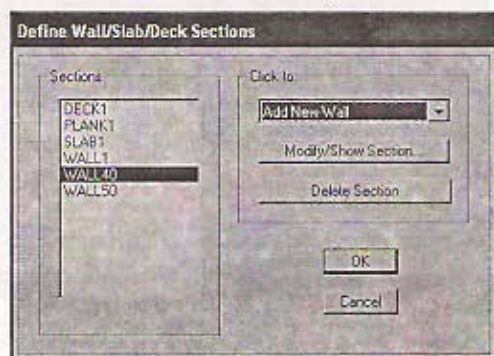 Define Wall/Slab/Deck Sections
Sections
DECK1
PLANK1
SLAB1
WALL1
WALL40
WALL50
Click to:
Add New Wall
Modify/Show Section...
Delete Section
OK
Cancel